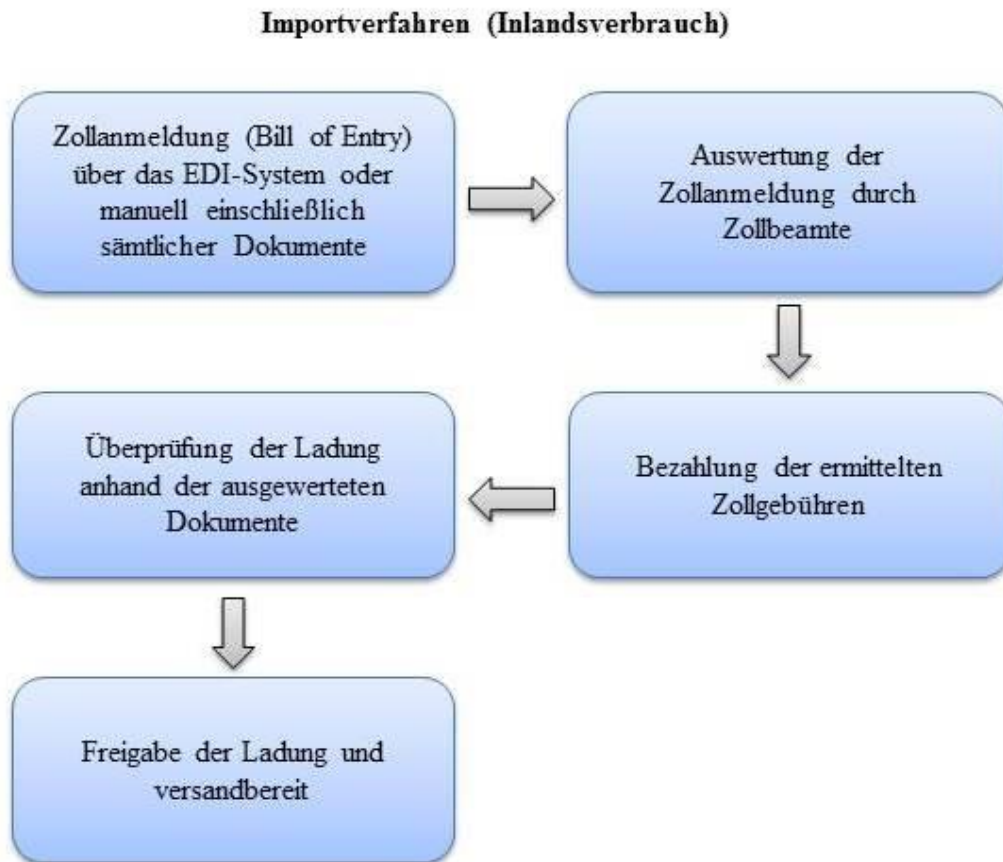 Importverfahren (Inlandsverbrauch)
Zollanmeldung (Bill of Entry)
über das EDI-System oder
manuell einschließlich
sämtlicher Dokumente
Auswertung der
Zollanmeldung durch
Zollbeamte
Bezahlung der ermittelten
Zollgebühren
Überprüfung der Ladung
anhand der ausgewerteten
Dokumente
Freigabe der Ladung und
versandbereit